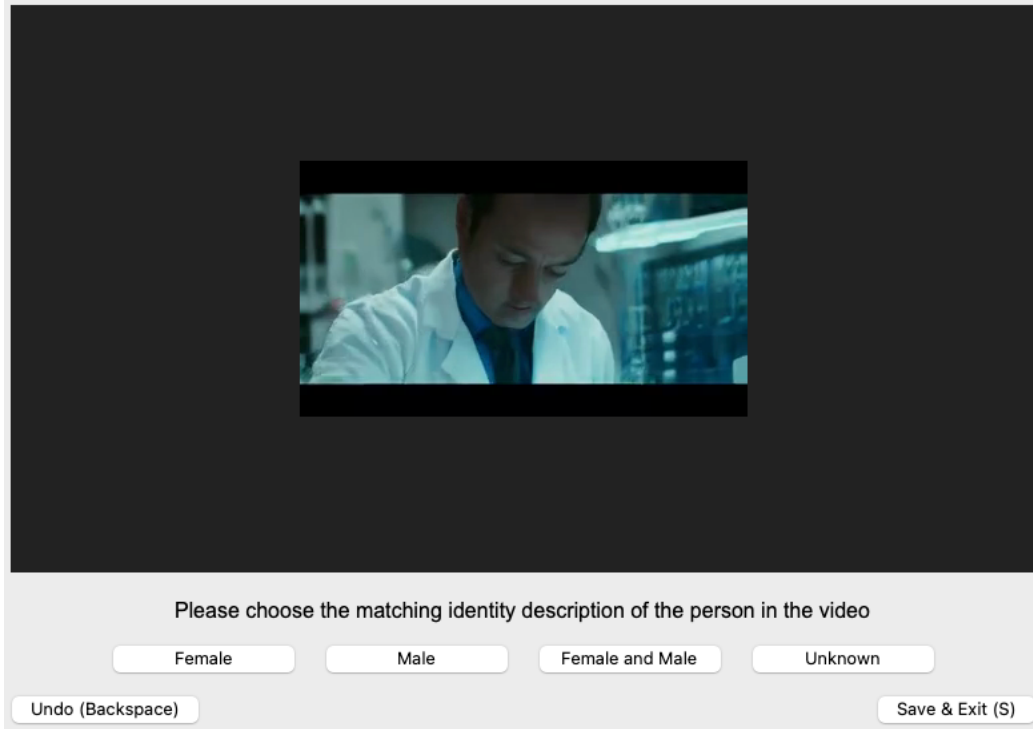 Please choose the matching identity description of the person in the video
Female Male Female and Male Unknown
Undo (Backspace) Save & Exit (S)